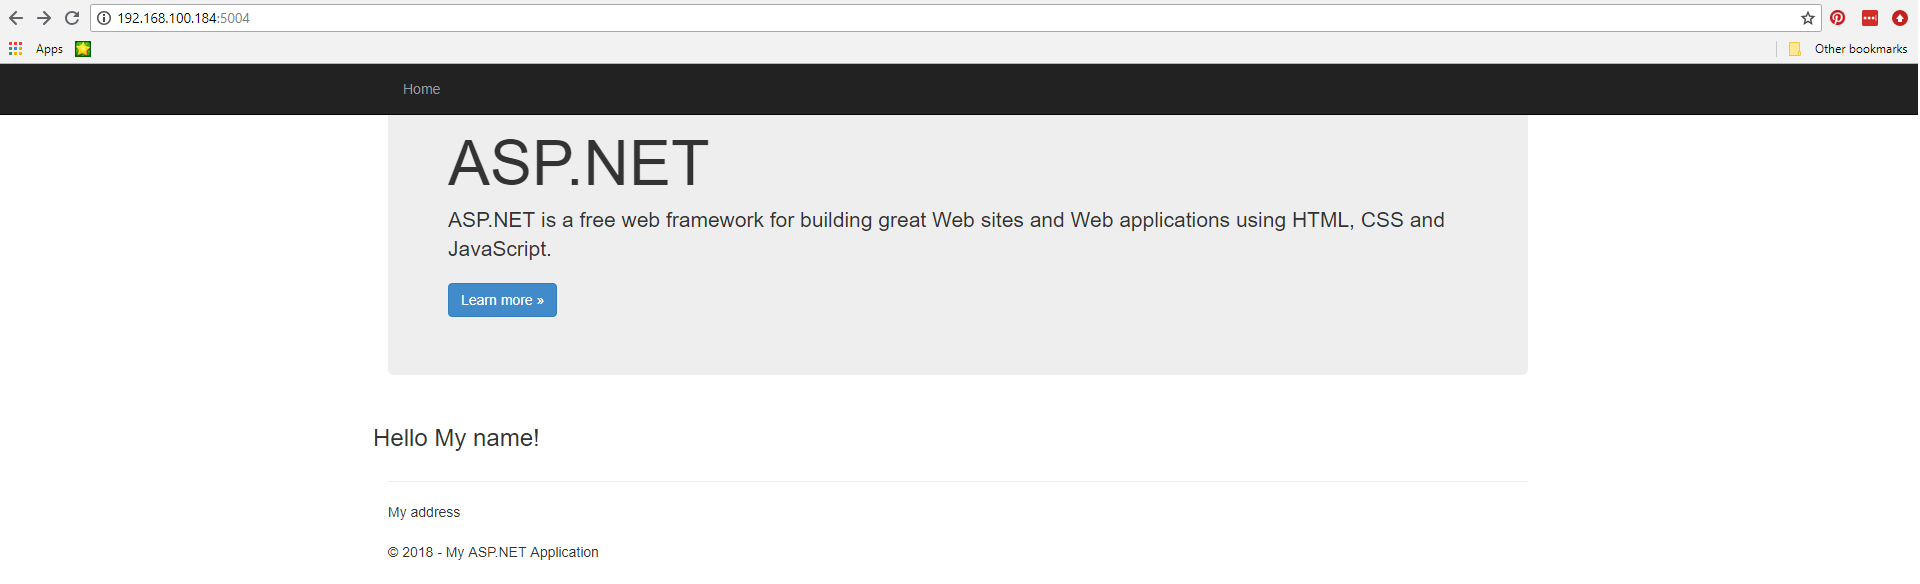 192.168.100.184:5004
Apps
Other bookmarks
Home
ASP.NET
ASP.NET is a free web framework for building great Web sites and Web applications using HTML, CSS and
JavaScript.
Learn more »
Hello My name!
My address
© 2018 - My ASP.NET Application